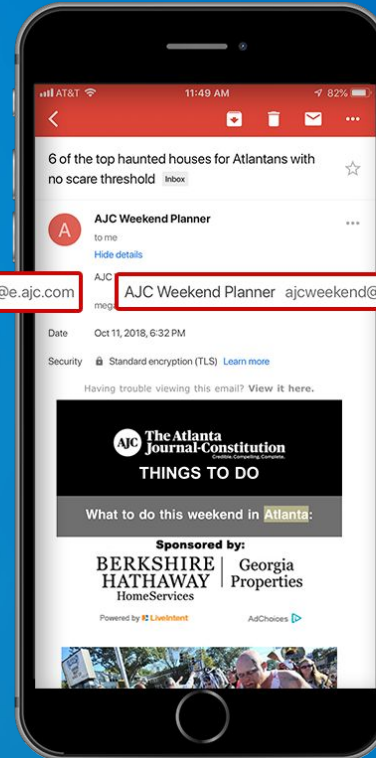 AT&T 11:49 AM 82%
6 of the top haunted houses for Atlantans with
no scare threshold Inbox
A AJC Weekend Planner
to me
Hide details
AJC
@e.ajc.com AJC Weekend Planner ajcweekend@
mega
Date Oct 11, 2018, 6:32 PM
Security Standard encryption (TLS) Learn more
Having trouble viewing this email? View it here.
AJC The Atlanta
Journal-Constitution
Credible. Compelling. Complete.
THINGS TO DO
What to do this weekend in Atlanta:
Sponsored by:
BERKSHIRE
HATHAWAY
HomeServices
Georgia
Properties
Powered by LiveIntent AdChoices